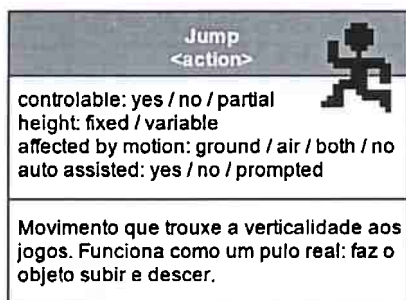 Jump
<action>
controlable: yes / no / partial
height: fixed / variable
affected by motion: ground / air / both / no
auto assisted: yes / no / prompted
Movimento que trouxe a verticalidade aos
jogos. Funciona como um pulo real: faz o
objeto subir e descer.